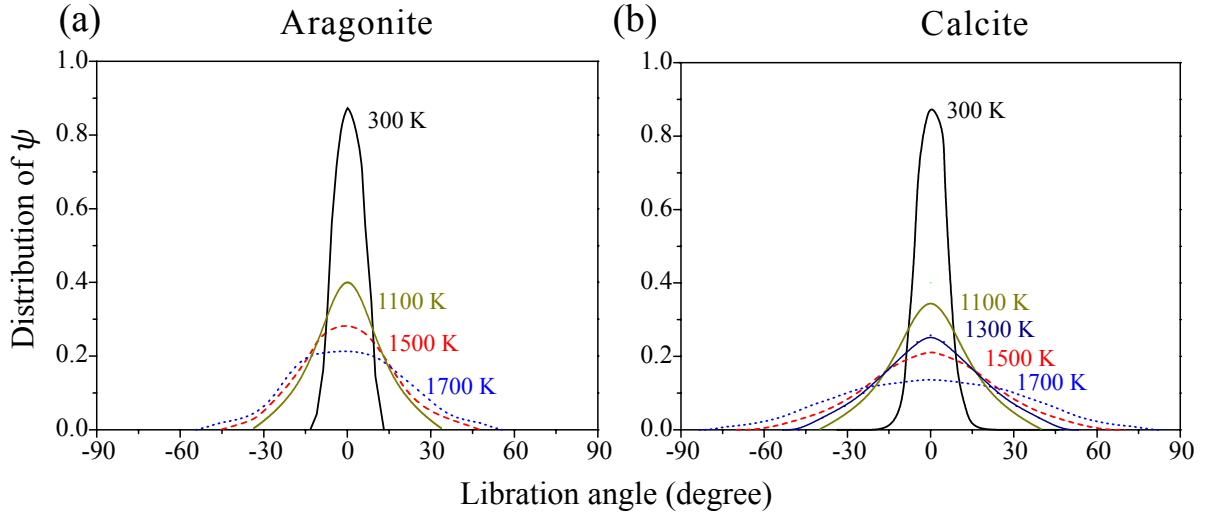 (a) Aragonite
(b) Calcite
Distribution of ψ
1.0
0.8
0.6
0.4
0.2
0.0
300 K
1100 K
1500 K
1700 K
-90 -60 -30 0 30 60 90
1.0
0.8
0.6
0.4
0.2
0.0
300 K
1100 K
1300 K
1500 K
1700 K
-90 -60 -30 0 30 60 90
Libration angle (degree)